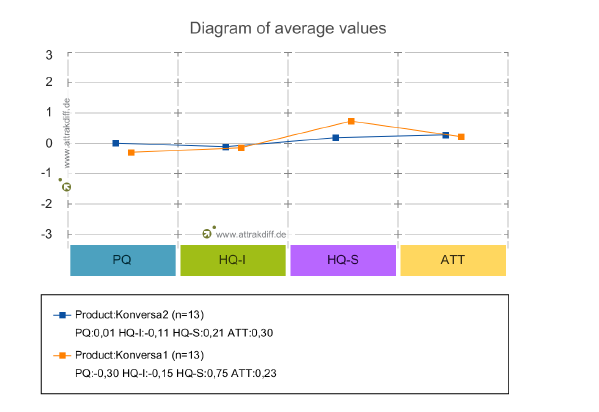 Diagram of average values
3
2
1
0
-1
-2
-3
www.attrakdiff.de
www.attrakdiff.de
PQ HQ-I HQ-S ATT
Product:Konversa2 (n=13)
PQ:0,01 HQ-I:-0,11 HQ-S:0,21 ATT:0,30
Product:Konversa1 (n=13)
PQ:-0,30 HQ-I:-0,15 HQ-S:0,75 ATT:0,23